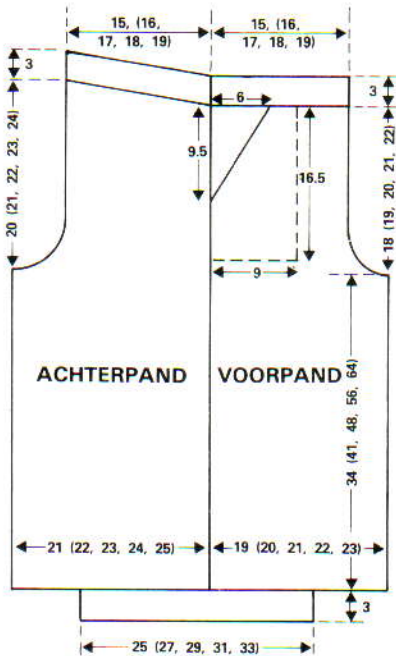 15, (16,
17, 18, 19)
15, (16,
17, 18, 19)
3
3
6
9.5
16.5
20 (21, 22, 23, 24)
18 (19, 20, 21, 22)
9
ACHTERPAND
VOORPAND
34 (41, 48, 56, 64)
21 (22, 23, 24, 25)
19 (20, 21, 22, 23)
3
25 (27, 29, 31, 33)